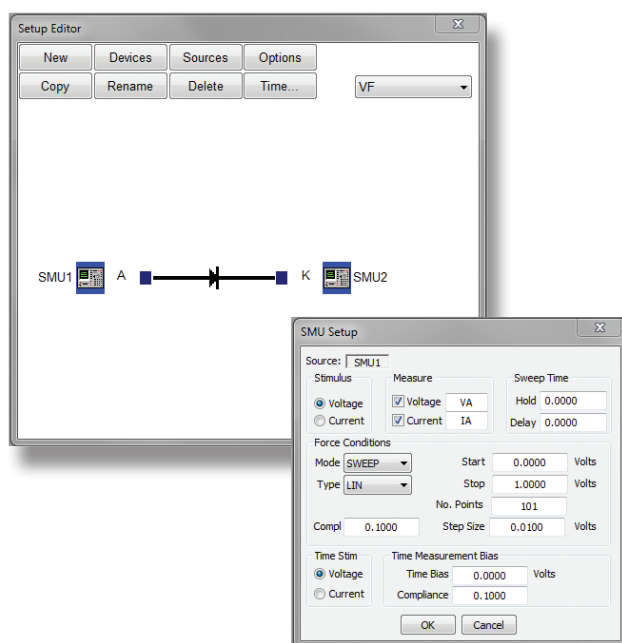 Setup Editor
New Devices Sources Options
Copy Rename Delete Time...
VF
SMU1 A K SMU2
SMU Setup
Source: SMU1
Stimulus Measure Sweep Time
Voltage Voltage VA Hold 0.0000
Current Current IA Delay 0.0000
Force Conditions
Mode SWEEP Start 0.0000 Volts
Type LIN Stop 1.0000 Volts
No. Points 101
Compl 0.1000 Step Size 0.0100 Volts
Time Stim Time Measurement Bias
Voltage Time Bias 0.0000 Volts
Current Compliance 0.1000
OK Cancel